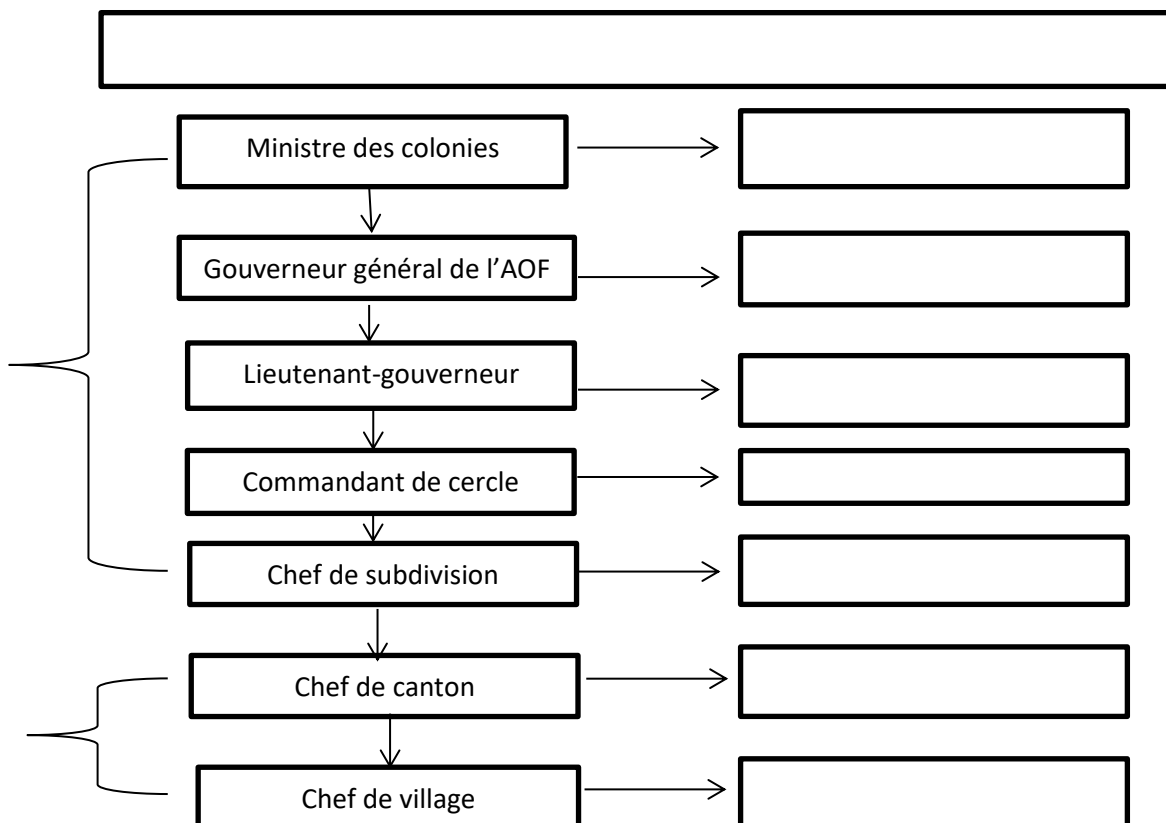 Ministre des colonies
Gouverneur général de l'AOF
Lieutenant-gouverneur
Commandant de cercle
Chef de subdivision
Chef de canton
Chef de village